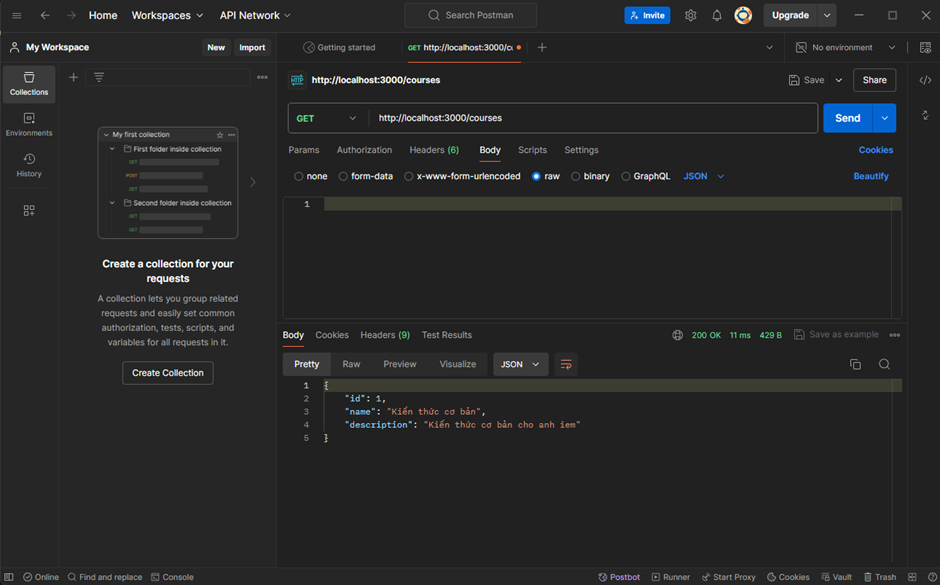 Home Workspaces API Network Search Postman Invite Upgrade
My Workspace New Import Getting started GET http://localhost:3000/c No environment
Collections
Environments
History
My first collection
First folder inside collection
GET
POST
GET
Second folder inside collection
GET
GET
Create a collection for your
requests
A collection lets you group related
requests and easily set common
authorization, tests, scripts, and
variables for all requests in it.
Create Collection
HTTP http://localhost:3000/courses Save Share
GET http://localhost:3000/courses Send
Params Authorization Headers (6) Body Scripts Settings Cookies
none form-data x-www-form-urlencoded raw binary GraphQL JSON Beautify
1
Body Cookies Headers (9) Test Results 200 OK 11 ms 429 B Save as example
Pretty Raw Preview Visualize JSON
1 {
2 "id": 1,
3 "name": "Kiến thức cơ bản",
4 "description": "Kiến thức cơ bản cho anh iem"
5 }
Online Find and replace Console Postbot Runner Start Proxy Cookies Vault Trash